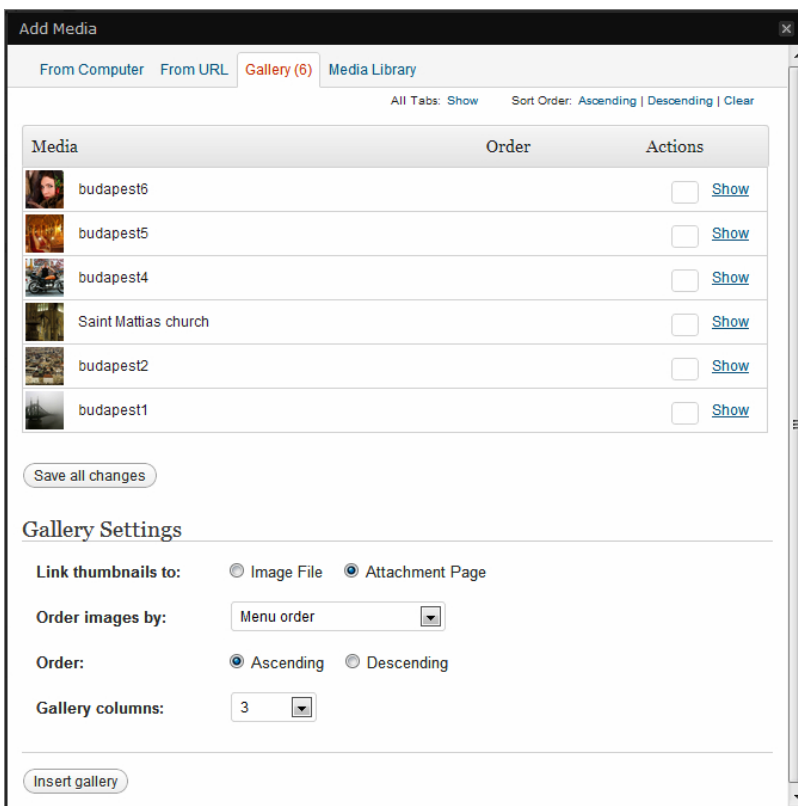 Add Media
From Computer From URL Gallery (6) Media Library
All Tabs: Show Sort Order: Ascending | Descending | Clear
Media Order Actions
budapest6 Show
budapest5 Show
budapest4 Show
Saint Mattias church Show
budapest2 Show
budapest1 Show
Save all changes
Gallery Settings
Link thumbnails to: Image File Attachment Page
Order images by: Menu order
Order: Ascending Descending
Gallery columns: 3
Insert gallery